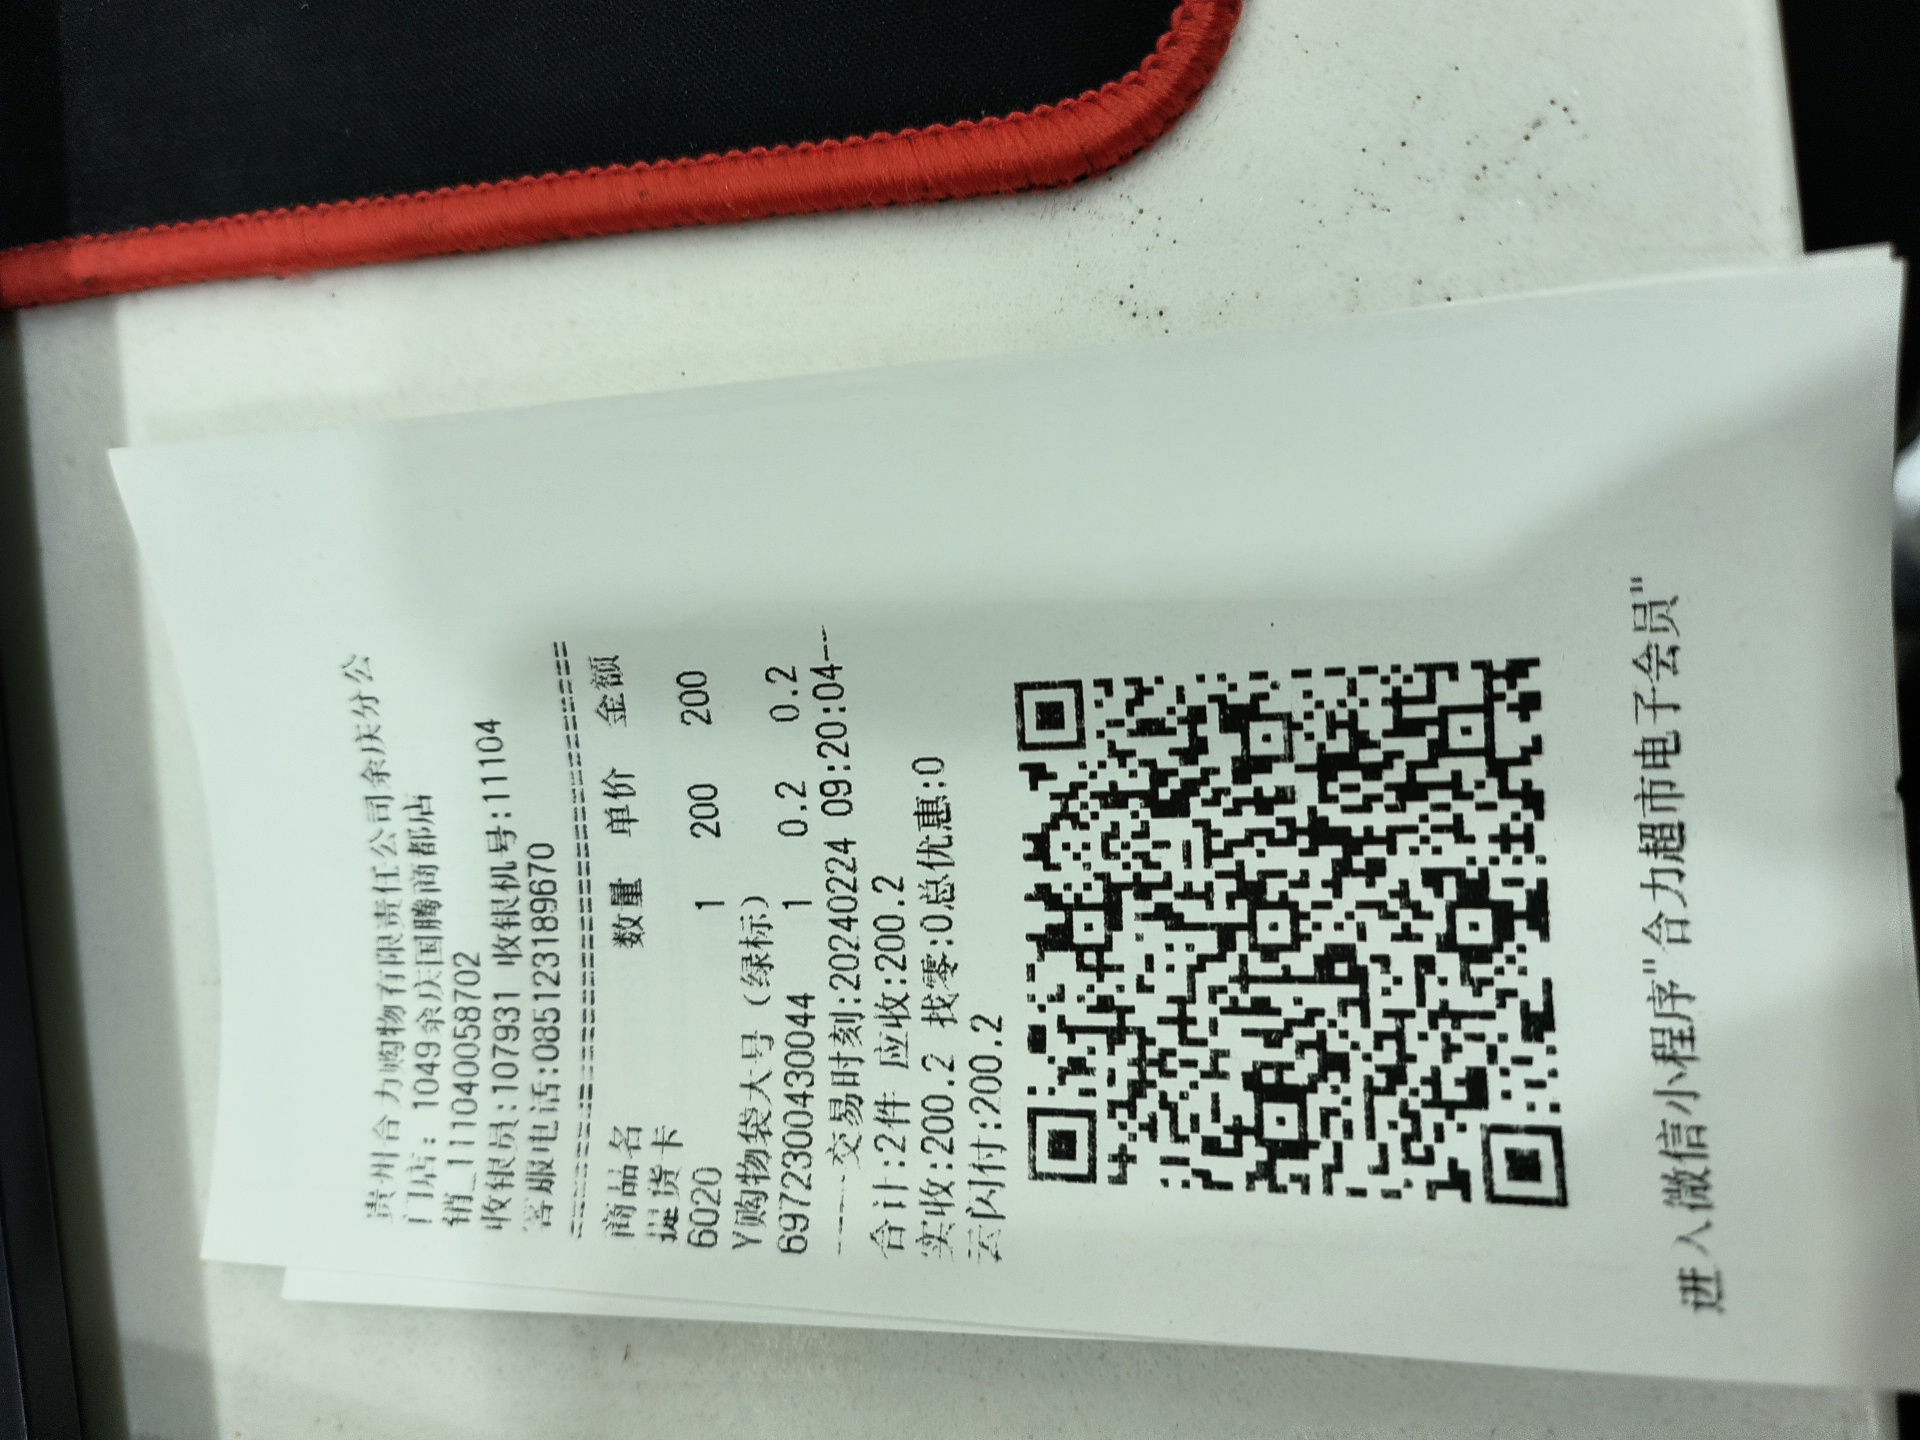 贵州合力购物有限责任公司余庆分公
门店: 1049余庆国腾商都店
销_111040058702
收银员:107931 收银机号:11104
客服电话:085123189670
================================
商品名 数量 单价 金额
提货卡
6020 1 200 200
Y购物袋大号（绿标）
6972300430044 1 0.2 0.2
----交易时刻:20240224 09:20:04--
合计:2件 应收:200.2
实收:200.2 找零:0总优惠:0
云闪付:200.2
进入微信小程序"合力超市电子会员"